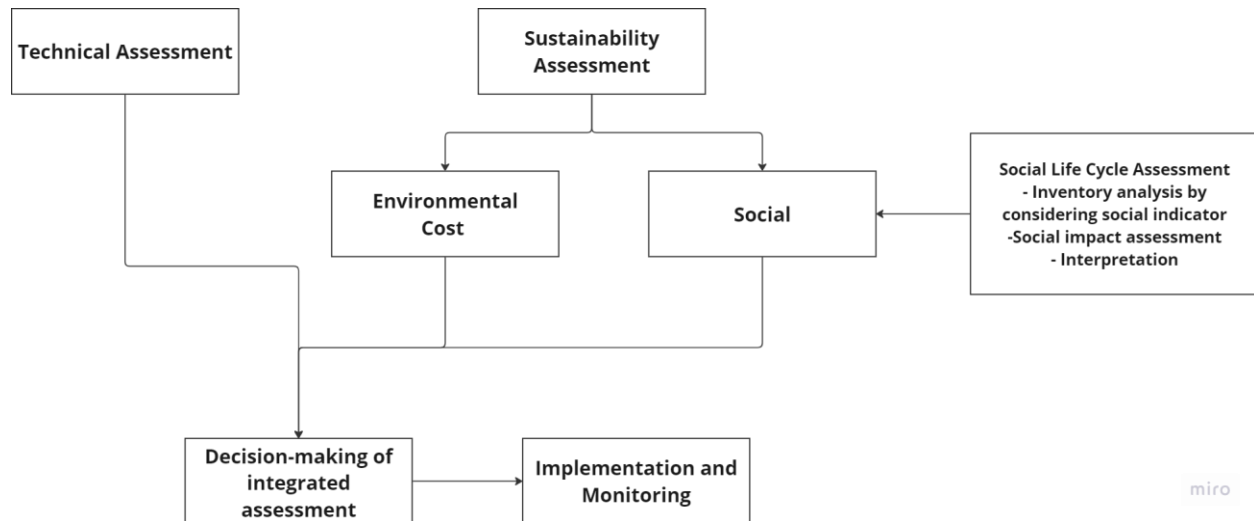 Technical Assessment
Sustainability
Assessment
Environmental
Cost
Social
Social Life Cycle Assessment
- Inventory analysis by
considering social indicator
-Social impact assessment
- Interpretation
Decision-making of
integrated
assessment
Implementation and
Monitoring
miro